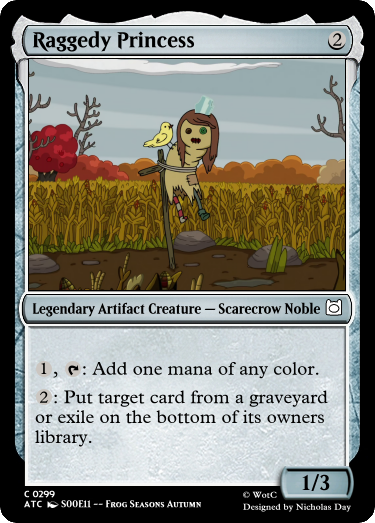 Raggedy Princess 2
Legendary Artifact Creature — Scarecrow Noble
1, : Add one mana of any color.
2: Put target card from a graveyard
or exile on the bottom of its owners
library.
1/3
C 0299
ATC S00E11 -- Frog Seasons Autumn
© WotC
Designed by Nicholas Day